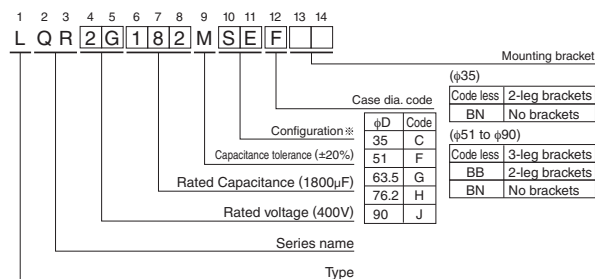 1 2 3 4 5 6 7 8 9 10 11 12 13 14
L Q R 2 G 1 8 2 M S E F
Mounting bracket
(ϕ35)
Code less 2-leg brackets
BN No brackets
(ϕ51 to ϕ90)
Code less 3-leg brackets
BB 2-leg brackets
BN No brackets
Case dia. code
ϕD Code
35 C
51 F
63.5 G
76.2 H
90 J
Configuration※
Capacitance tolerance (±20%)
Rated Capacitance (1800µF)
Rated voltage (400V)
Series name
Type